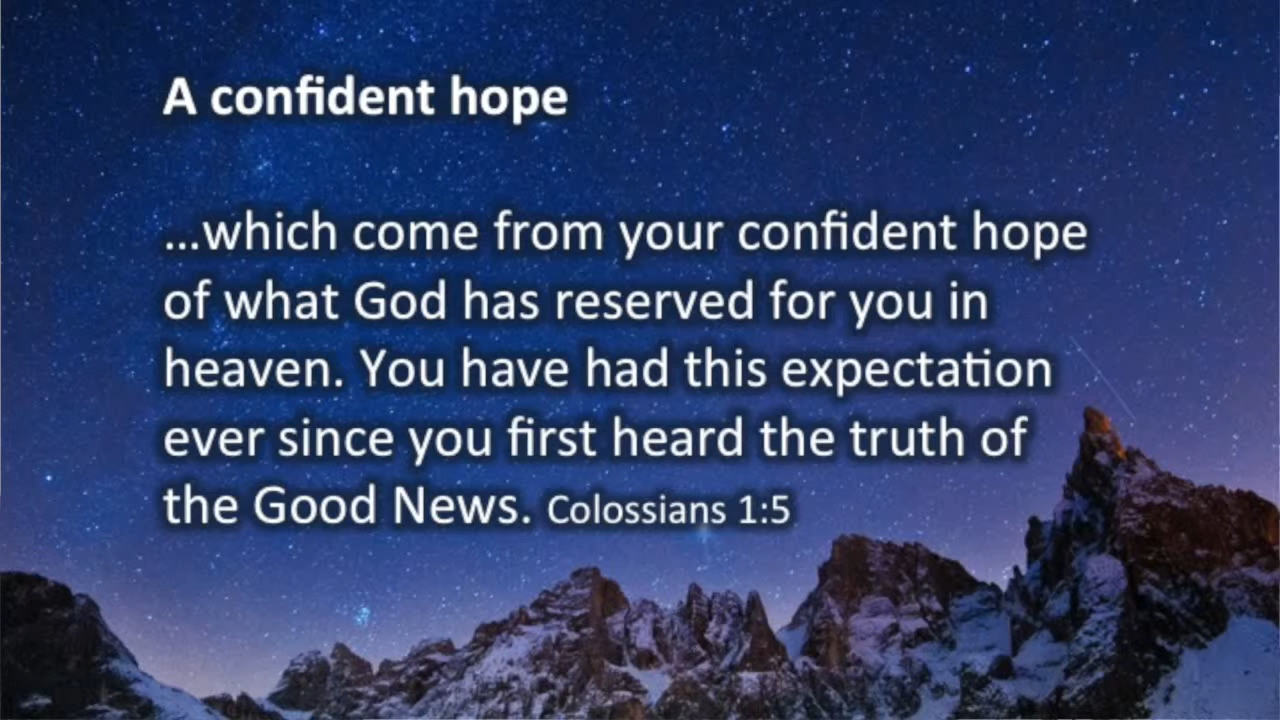 A confident hope
...which come from your confident hope
of what God has reserved for you in
heaven. You have had this expectation
ever since you first heard the truth of
the Good News. Colossians 1:5